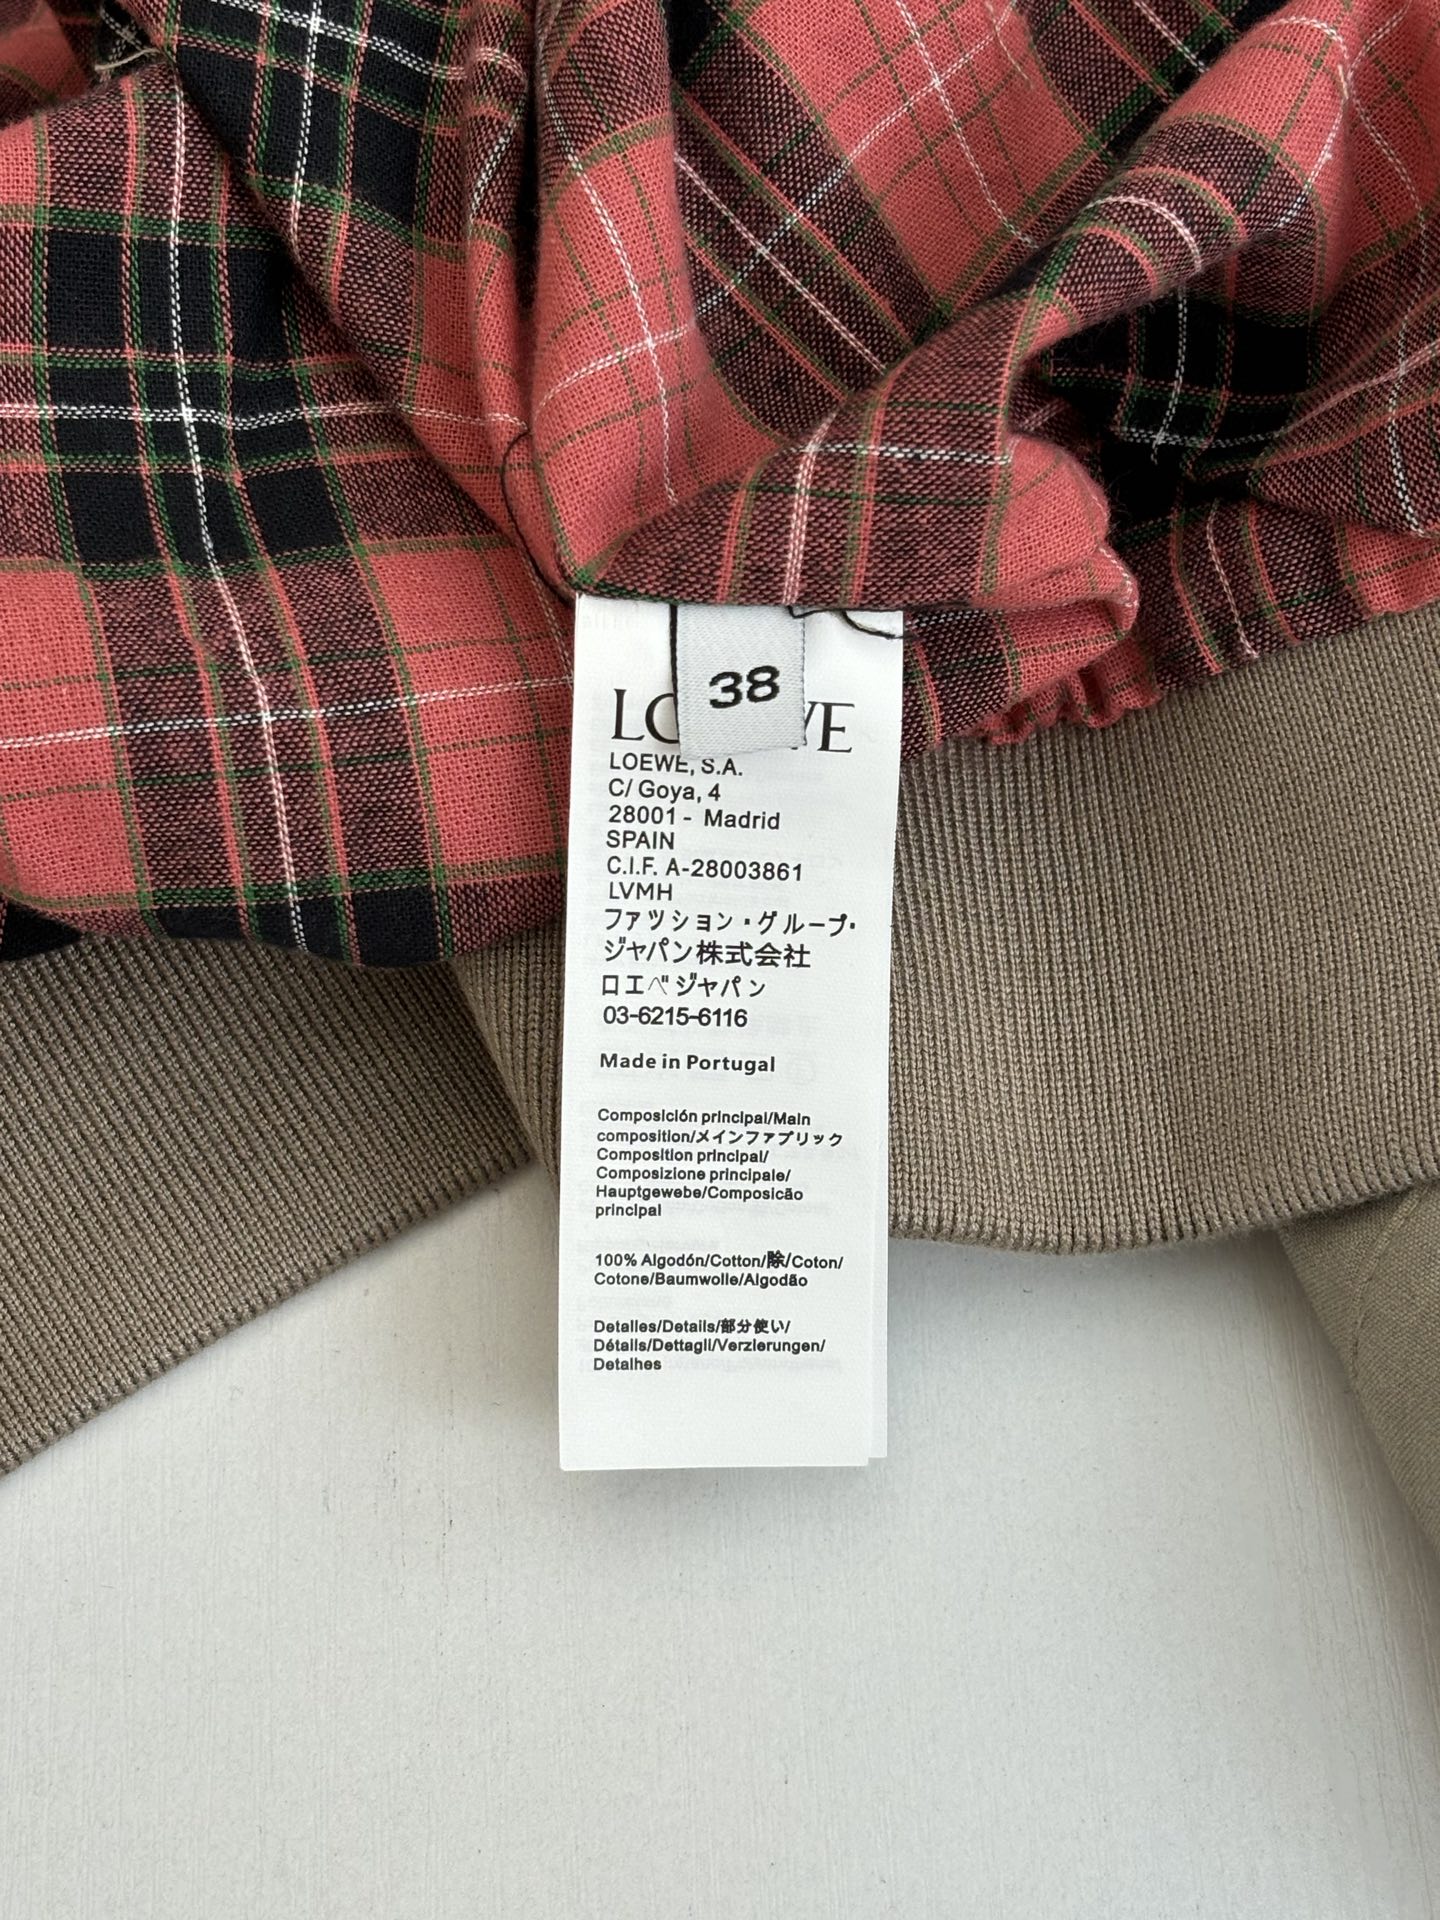 38
LOEWE
LOEWE, S.A.
C/ Goya, 4
28001 - Madrid
SPAIN
C.I.F. A-28003861
LVMH
ファツション・グループ・
ジャパン株式会社
ロエベジャパン
03-6215-6116
Made in Portugal
Composición principal/Main
composition/メインファブリック
Composition principal/
Composizione principale/
Hauptgewebe/Composicão
principal
100% Algodón/Cotton/除/Coton/
Cotone/Baumwolle/Algodão
Detalles/Details/部分使い/
Détails/Dettagli/Verzierungen/
Detalhes